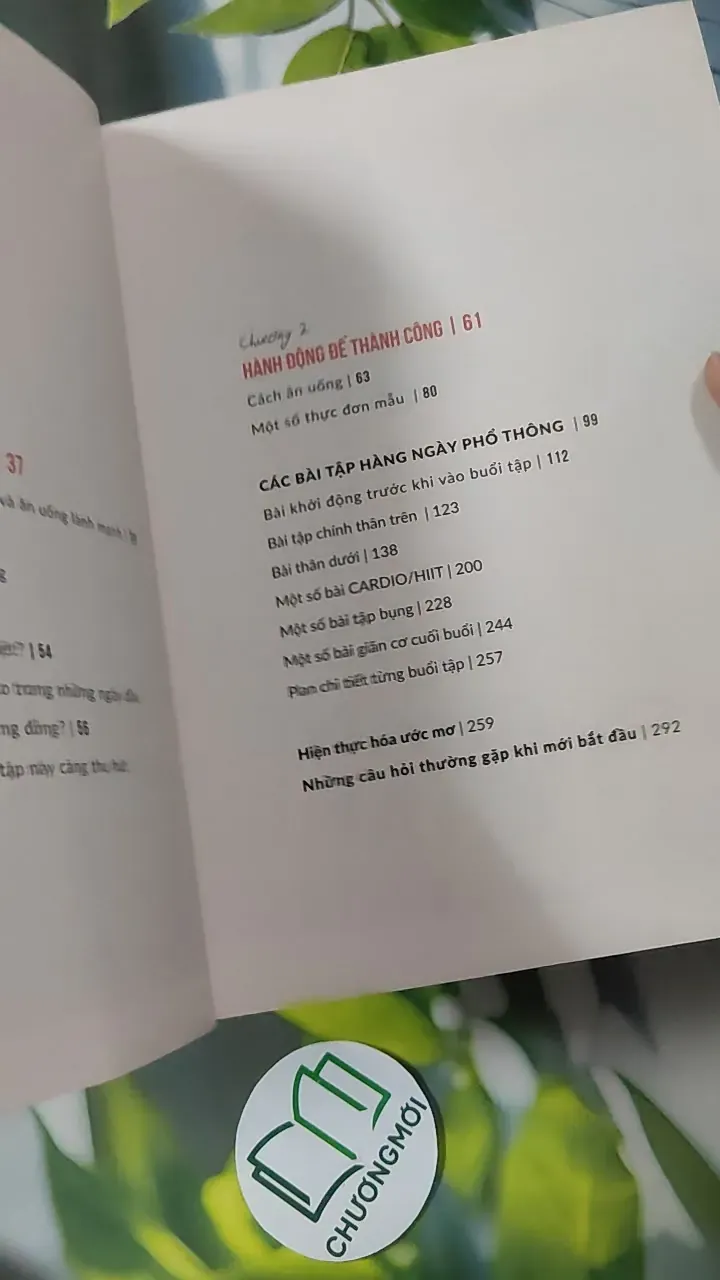 37
và ăn uống lành mạnh
| 54
những ngày đầu
ng đông? | 56
tập này càng thu hút
Chương 2
HÀNH ĐỘNG ĐỂ THÀNH CÔNG | 61
Cách ăn uống | 63
Một số thực đơn mẫu | 80
CÁC BÀI TẬP HÀNG NGÀY PHỔ THÔNG | 99
Bài khởi động trước khi vào buổi tập | 112
Bài tập chính thân trên | 123
Bài thân dưới | 138
Một số bài CARDIO/HIIT | 200
Một số bài tập bụng | 228
Một số bài giãn cơ cuối buổi | 244
Plan chi tiết từng buổi tập | 257
Hiện thực hóa ước mơ | 259
Những câu hỏi thường gặp khi mới bắt đầu | 292
CHƯƠNGMỚI